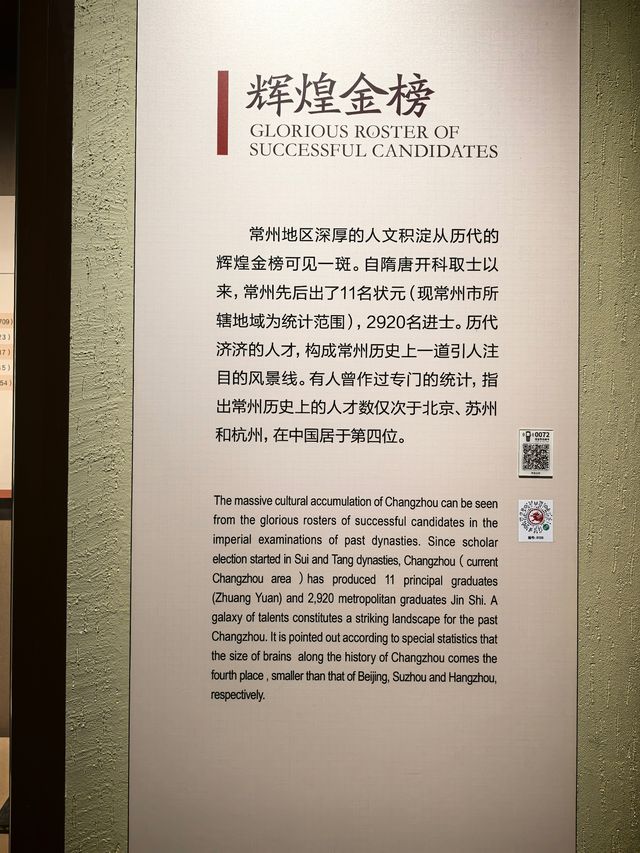 辉煌金榜
GLORIOUS ROSTER OF
SUCCESSFUL CANDIDATES
常州地区深厚的人文积淀从历代的
辉煌金榜可见一斑。自隋唐开科取士以
来，常州先后出了11名状元（现常州市所
辖地域为统计范围），2920名进士。历代
济济的人才，构成常州历史上一道引人注
目的风景线。有人曾作过专门的统计，指
出常州历史上的人才数仅次于北京、苏州
和杭州，在中国居于第四位。
0072
The massive cultural accumulation of Changzhou can be seen
from the glorious rosters of successful candidates in the
imperial examinations of past dynasties. Since scholar
election started in Sui and Tang dynasties, Changzhou ( current
Changzhou area ) has produced 11 principal graduates
(Zhuang Yuan) and 2,920 metropolitan graduates Jin Shi. A
galaxy of talents constitutes a striking landscape for the past
Changzhou. It is pointed out according to special statistics that
the size of brains along the history of Changzhou comes the
fourth place , smaller than that of Beijing, Suzhou and Hangzhou,
respectively.